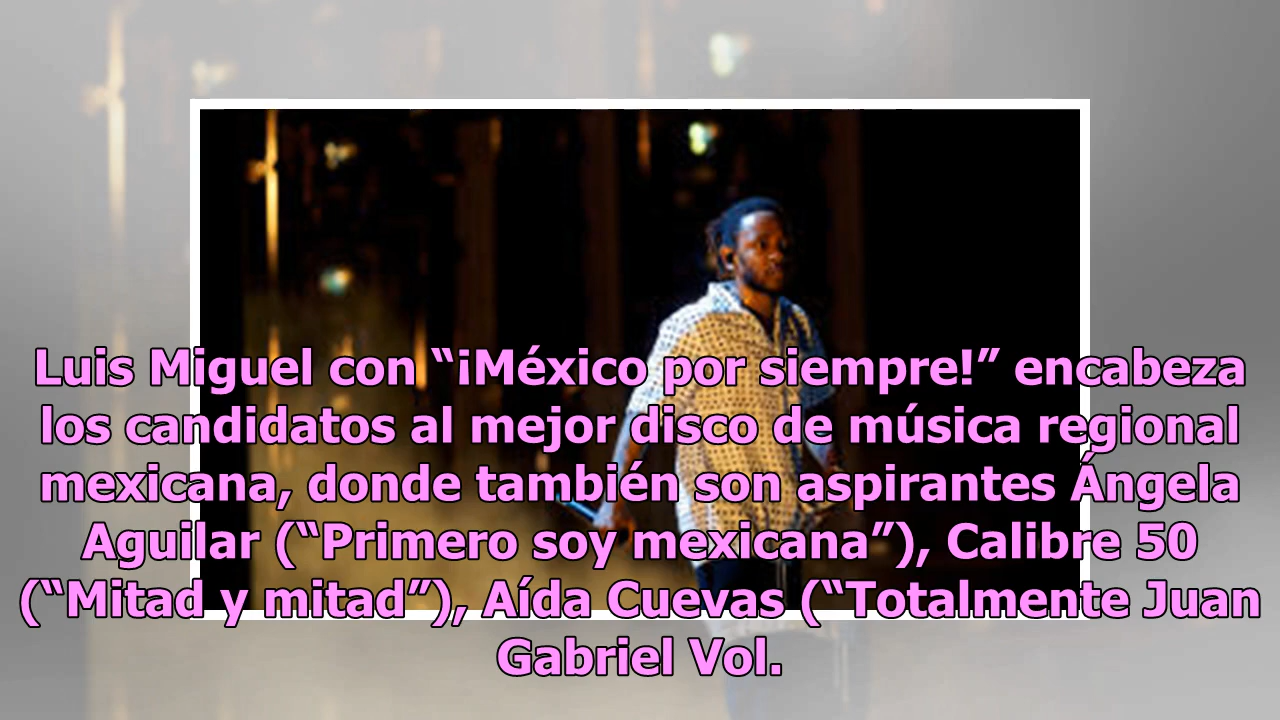 Luis Miguel con “¡México por siempre!” encabeza
los candidatos al mejor disco de música regional
mexicana, donde también son aspirantes Ángela
Aguilar (“Primero soy mexicana”), Calibre 50
(“Mitad y mitad”), Aída Cuevas (“Totalmente Juan
Gabriel Vol.